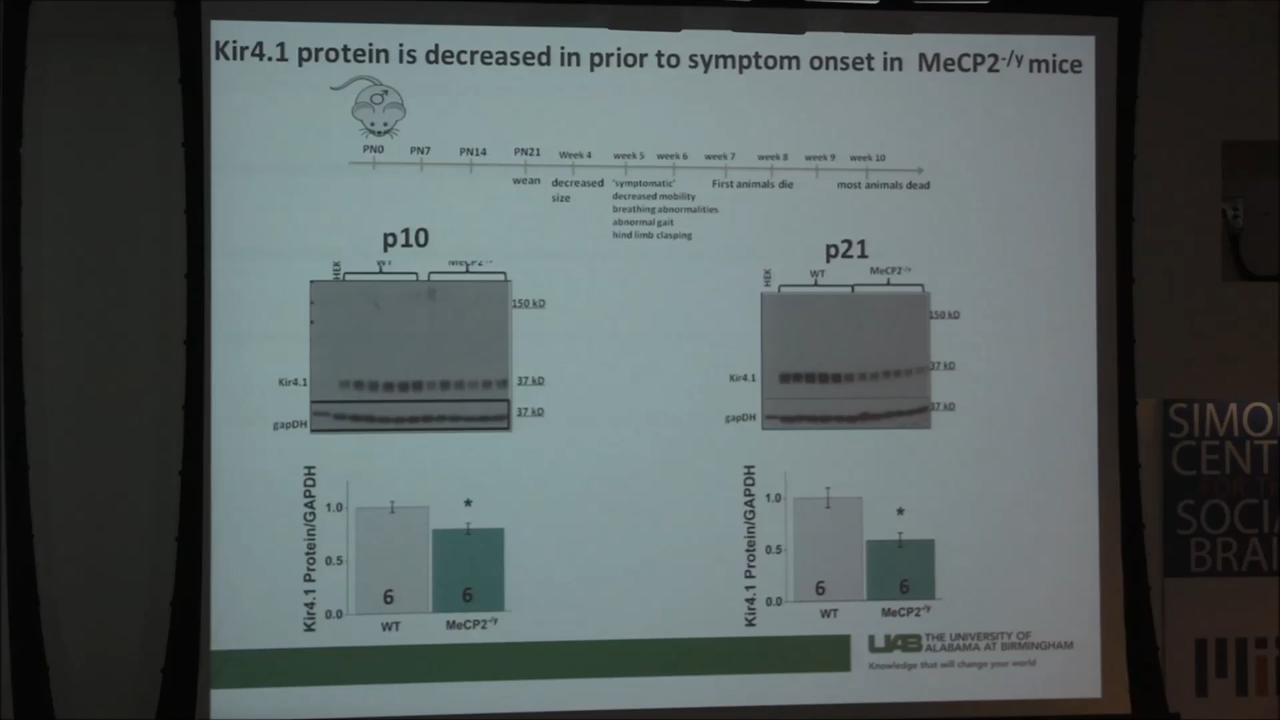 Kir4.1 protein is decreased in prior to symptom onset in MeCP2-/y mice
PN0 PN7 PN14 PN21 Week 4 week 5 week 6 week 7 week 8 week 9 week 10
wean
decreased
size
'symptomatic'
decreased mobility
breathing abnormalities
abnormal gait
hind limb clasping
First animals die
most animals dead
p10
HEK WT MeCP2-/y
150 kD
Kir4.1 37 kD
gapDH 37 kD
Kir4.1 Protein/GAPDH
1.0
0.5
0.0
*
6 6
WT MeCP2-/y
p21
HEK WT MeCP2-/y
150 kD
Kir4.1 37 kD
gapDH 37 kD
Kir4.1 Protein/GAPDH
1.0
0.5
0.0
*
6 6
WT MeCP2-/y
UAB THE UNIVERSITY OF
ALABAMA AT BIRMINGHAM
Knowledge that will change your world
SIMO
CENT
FOR TH
SOCI
BRAI